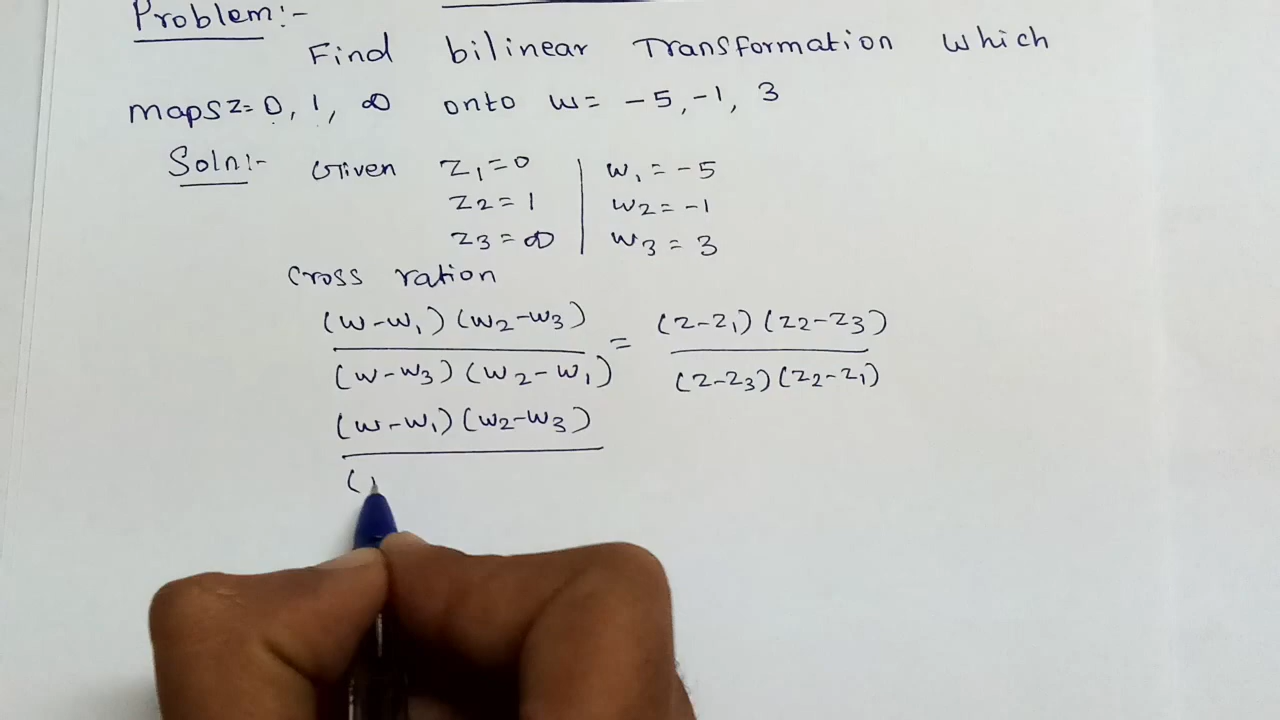 Problem:-
Find bilinear Transformation which
maps z=0, 1, ∞ onto w= -5,-1, 3
Soln:- Given z₁=0 | w₁=-5
z₂=1 | w₂=-1
z₃=∞ | w₃=3
cross ration
(w-w₁)(w₂-w₃) / (w-w₃)(w₂-w₁) = (z-z₁)(z₂-z₃) / (z-z₃)(z₂-z₁)
(w-w₁)(w₂-w₃) /
(